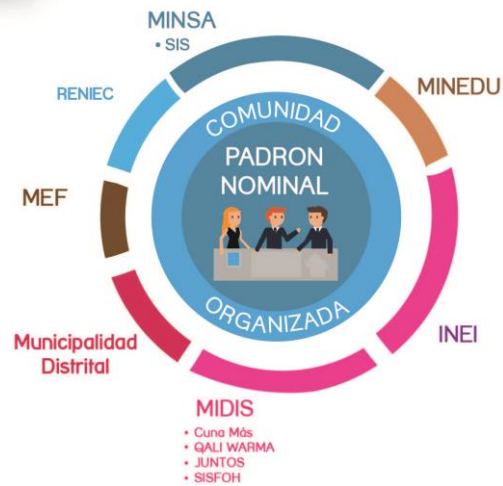 MINSA
• SIS
RENIEC
MINEDU
COMUNIDAD
PADRON
NOMINAL
MEF
ORGANIZADA
INEI
Municipalidad
Distrital
MIDIS
• Cuna Más
• QALI WARMA
• JUNTOS
• SISFOH